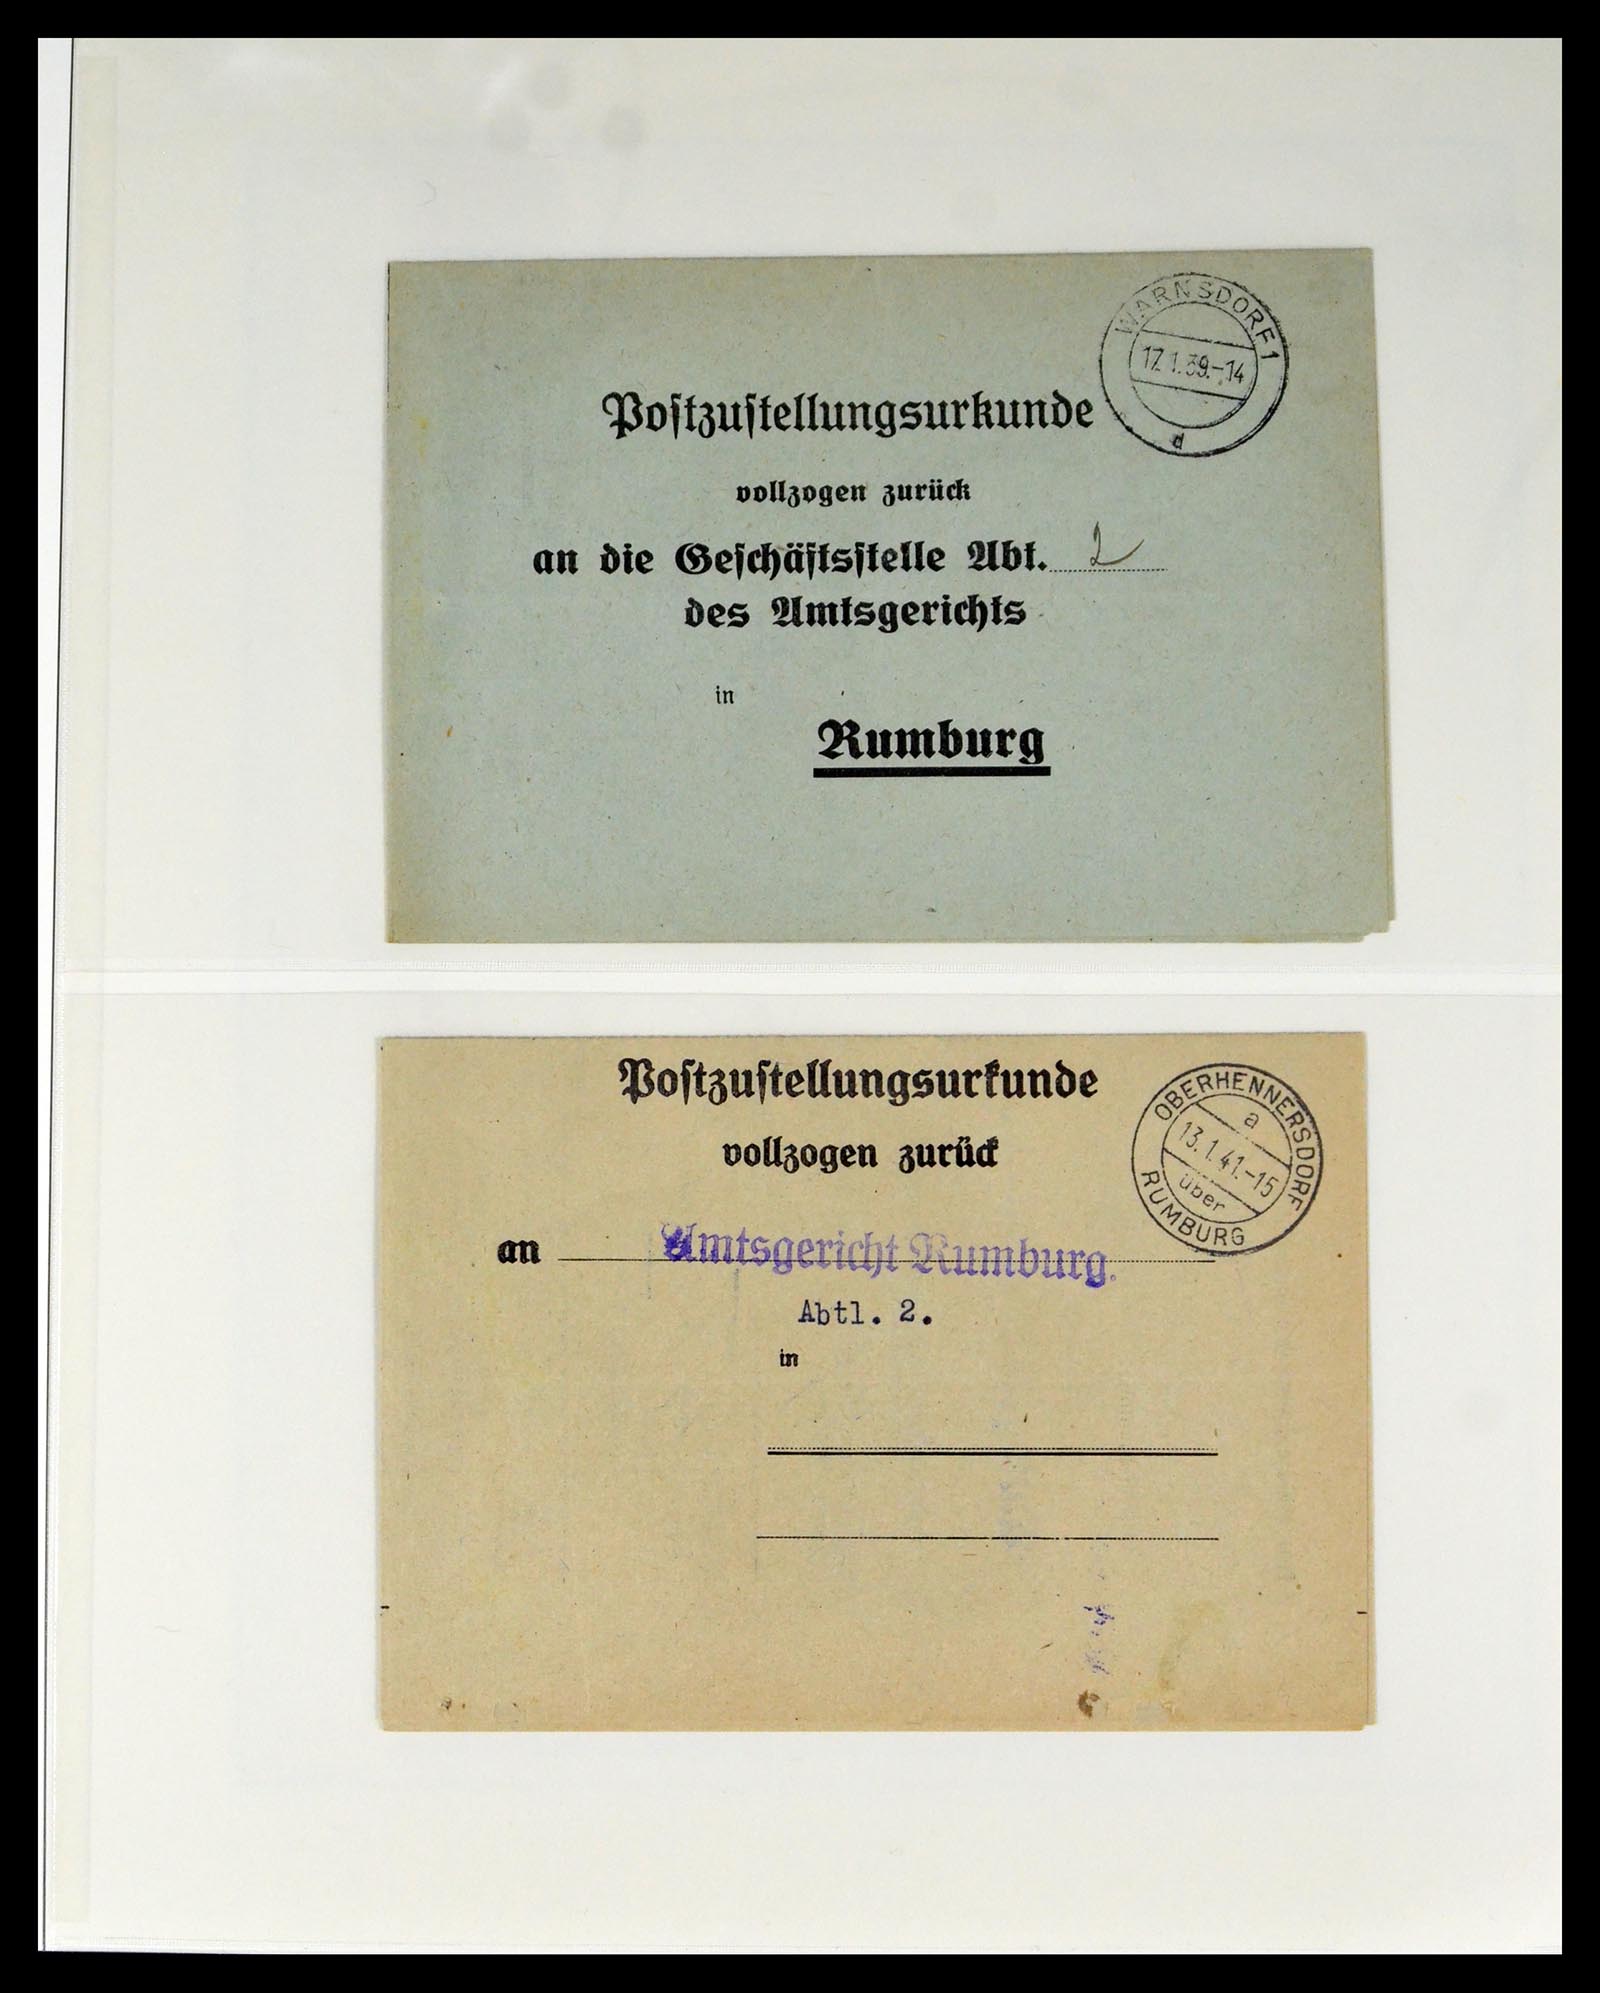 WARNSDORF 1
17.1.39.-14
d
Postzustellungsurkunde
vollzogen zurück
an die Geschäftsstelle Abt. 2
des Amtsgerichts
in
Rumburg
Postzustellungsurkunde
vollzogen zurück
OBERHENNERSDORF
a
13.1.41.-15
über
RUMBURG
an Amtsgericht Rumburg.
Abtl. 2.
in